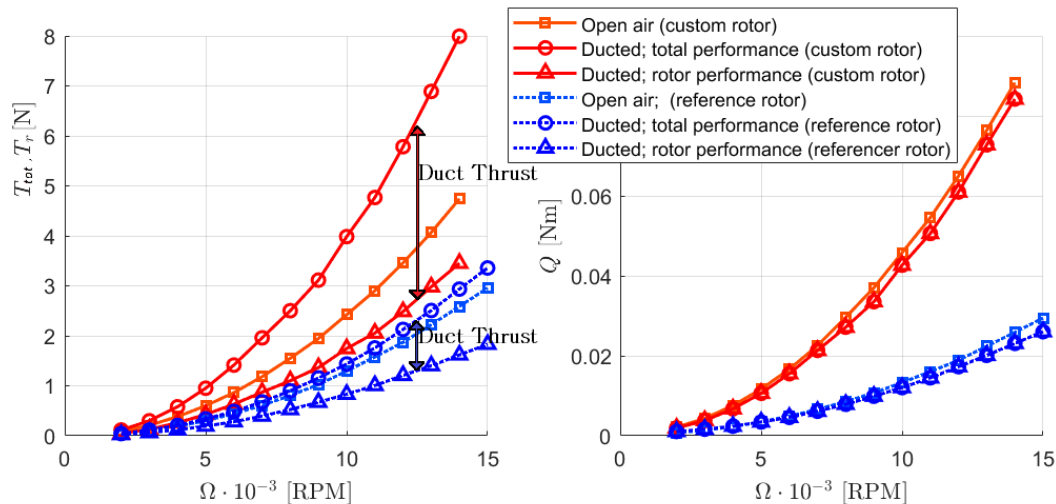 Open air (custom rotor)
Ducted; total performance (custom rotor)
Ducted; rotor performance (custom rotor)
Open air;  (reference rotor)
Ducted; total performance (reference rotor)
Ducted; rotor performance (referencer rotor)
T_{tot}, T_r [N]
8
7
6
5
4
3
2
1
0
Duct Thrust
Duct Thrust
0
5
10
15
Ω · 10^{-3} [RPM]
Q [Nm]
0.06
0.04
0.02
0
0
5
10
15
Ω · 10^{-3} [RPM]